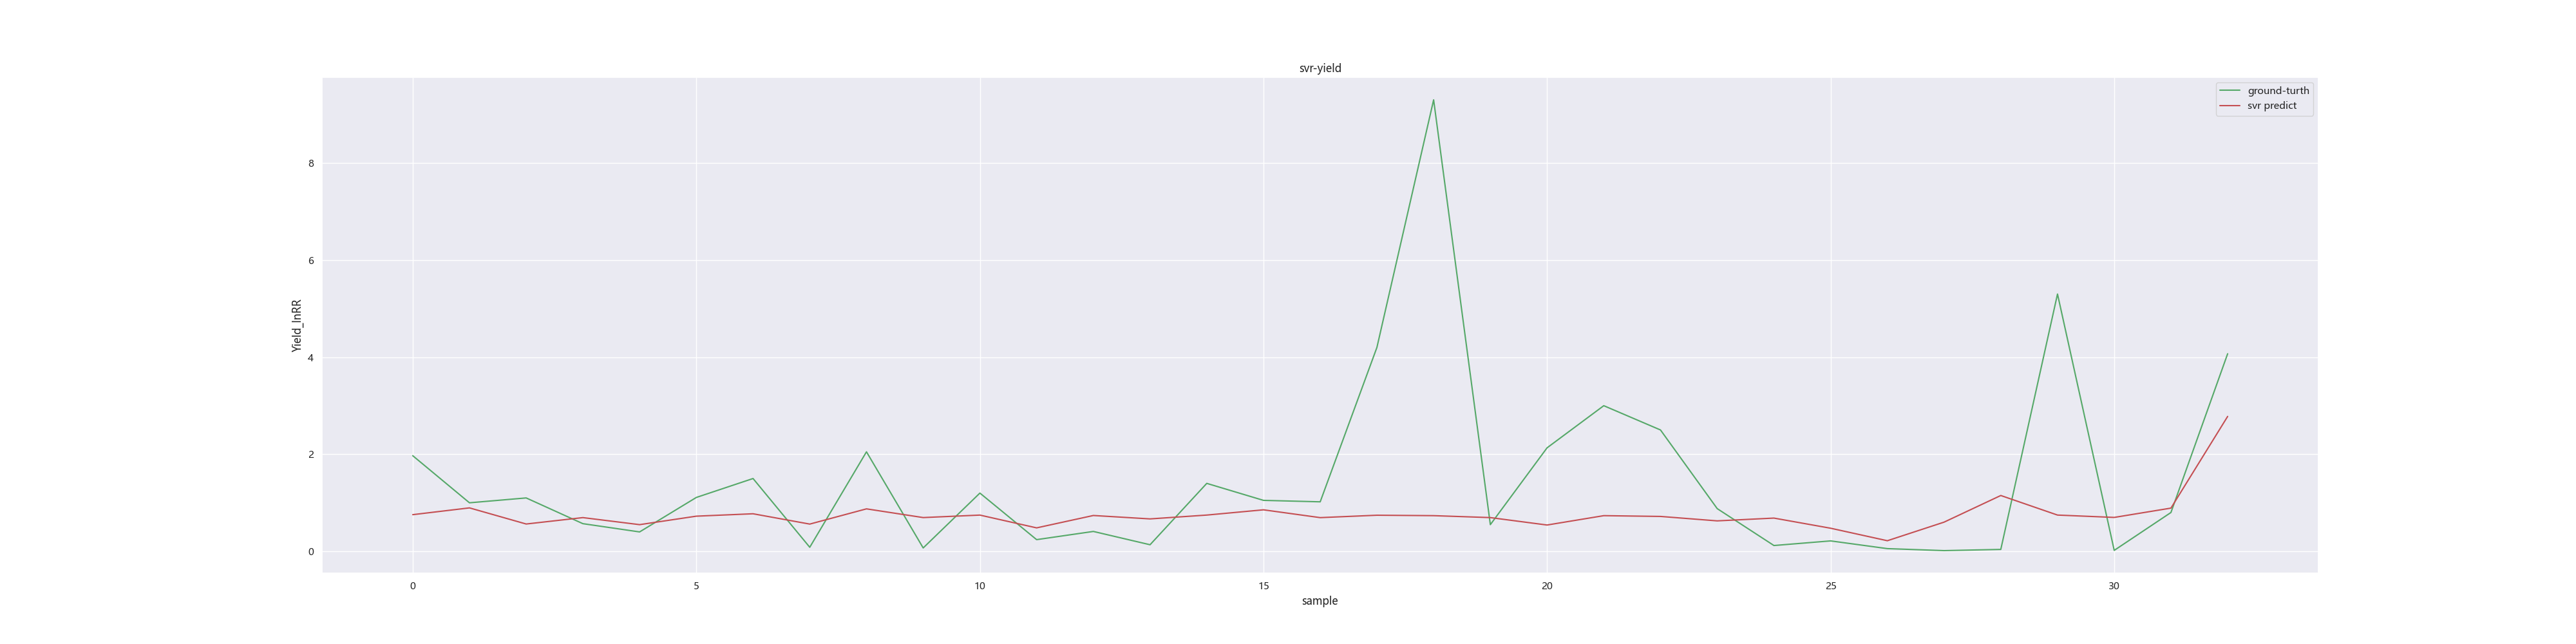 svr-yield
ground-turth
svr predict
8
6
4
2
0
Yield_lnRR
0 5 10 15 20 25 30
sample